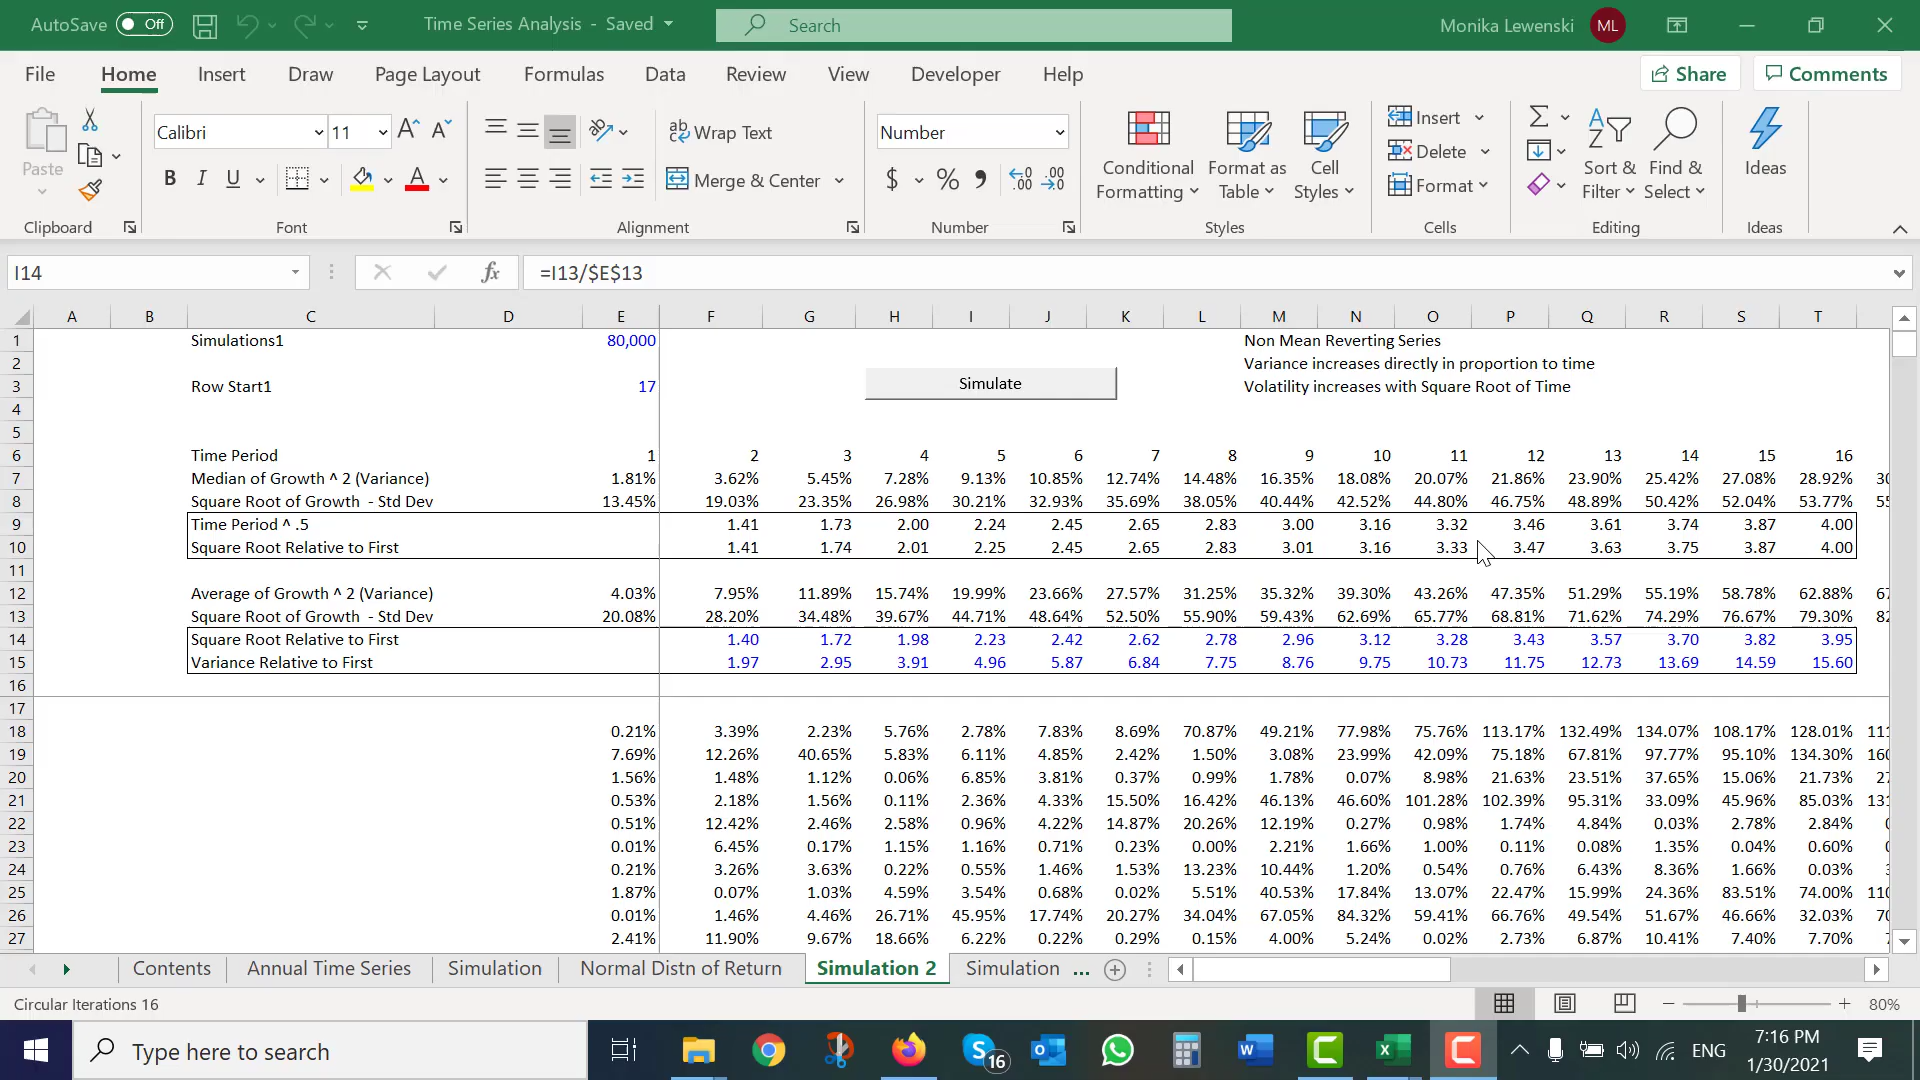 AutoSave Off Time Series Analysis - Saved Search Monika Lewenski ML
File Home Insert Draw Page Layout Formulas Data Review View Developer Help Share Comments
Calibri 11 Wrap Text Number Insert
Paste B I U Merge & Center $ % Conditional Formatting Format as Table Cell Styles Delete Format Sort & Filter Find & Select Ideas
Clipboard Font Alignment Number Styles Cells Editing Ideas
I14 fx =I13/$E$13
A B C D E F G H I J K L M N O P Q R S T
1 Simulations1 80,000 Non Mean Reverting Series
2 Variance increases directly in proportion to time
3 Row Start1 17 Simulate Volatility increases with Square Root of Time
4
5
6 Time Period 1 2 3 4 5 6 7 8 9 10 11 12 13 14 15 16
7 Median of Growth ^ 2 (Variance) 1.81% 3.62% 5.45% 7.28% 9.13% 10.85% 12.74% 14.48% 16.35% 18.08% 20.07% 21.86% 23.90% 25.42% 27.08% 28.92% 30
8 Square Root of Growth - Std Dev 13.45% 19.03% 23.35% 26.98% 30.21% 32.93% 35.69% 38.05% 40.44% 42.52% 44.80% 46.75% 48.89% 50.42% 52.04% 53.77% 55
9 Time Period ^ .5 1.41 1.73 2.00 2.24 2.45 2.65 2.83 3.00 3.16 3.32 3.46 3.61 3.74 3.87 4.00
10 Square Root Relative to First 1.41 1.74 2.01 2.25 2.45 2.65 2.83 3.01 3.16 3.33 3.47 3.63 3.75 3.87 4.00
11
12 Average of Growth ^ 2 (Variance) 4.03% 7.95% 11.89% 15.74% 19.99% 23.66% 27.57% 31.25% 35.32% 39.30% 43.26% 47.35% 51.29% 55.19% 58.78% 62.88% 67
13 Square Root of Growth - Std Dev 20.08% 28.20% 34.48% 39.67% 44.71% 48.64% 52.50% 55.90% 59.43% 62.69% 65.77% 68.81% 71.62% 74.29% 76.67% 79.30% 82
14 Square Root Relative to First 1.40 1.72 1.98 2.23 2.42 2.62 2.78 2.96 3.12 3.28 3.43 3.57 3.70 3.82 3.95
15 Variance Relative to First 1.97 2.95 3.91 4.96 5.87 6.84 7.75 8.76 9.75 10.73 11.75 12.73 13.69 14.59 15.60
16
17
18 0.21% 3.39% 2.23% 5.76% 2.78% 7.83% 8.69% 70.87% 49.21% 77.98% 75.76% 113.17% 132.49% 134.07% 108.17% 128.01% 111
19 7.69% 12.26% 40.65% 5.83% 6.11% 4.85% 2.42% 1.50% 3.08% 23.99% 42.09% 75.18% 67.81% 97.77% 95.10% 134.30% 160
20 1.56% 1.48% 1.12% 0.06% 6.85% 3.81% 0.37% 0.99% 1.78% 0.07% 8.98% 21.63% 23.51% 37.65% 15.06% 21.73% 27
21 0.53% 2.18% 1.56% 0.11% 2.36% 4.33% 15.50% 16.42% 46.13% 46.60% 101.28% 102.39% 95.31% 33.09% 45.96% 85.03% 131
22 0.51% 12.42% 2.46% 2.58% 0.96% 4.22% 14.87% 20.26% 12.19% 0.27% 0.98% 1.74% 4.84% 0.03% 2.78% 2.84%
23 0.01% 6.45% 0.17% 1.15% 1.16% 0.71% 0.23% 0.00% 2.21% 1.66% 1.00% 0.11% 0.08% 1.35% 0.04% 0.60%
24 0.21% 3.26% 3.63% 0.22% 0.55% 1.46% 1.53% 13.23% 10.44% 1.20% 0.54% 0.76% 6.43% 8.36% 1.66% 0.03%
25 1.87% 0.07% 1.03% 4.59% 3.54% 0.68% 0.02% 5.51% 40.53% 17.84% 13.07% 22.47% 15.99% 24.36% 83.51% 74.00% 110
26 0.01% 1.46% 4.46% 26.71% 45.95% 17.74% 20.27% 34.04% 67.05% 84.32% 59.41% 66.76% 49.54% 51.67% 46.66% 32.03% 70
27 2.41% 11.90% 9.67% 18.66% 6.22% 0.22% 0.29% 0.15% 4.00% 5.24% 0.02% 2.73% 6.87% 10.41% 7.40% 7.70%
Contents Annual Time Series Simulation Normal Distn of Return Simulation 2 Simulation ...
Circular Iterations 16 80%
Type here to search 16 ENG 7:16 PM
1/30/2021